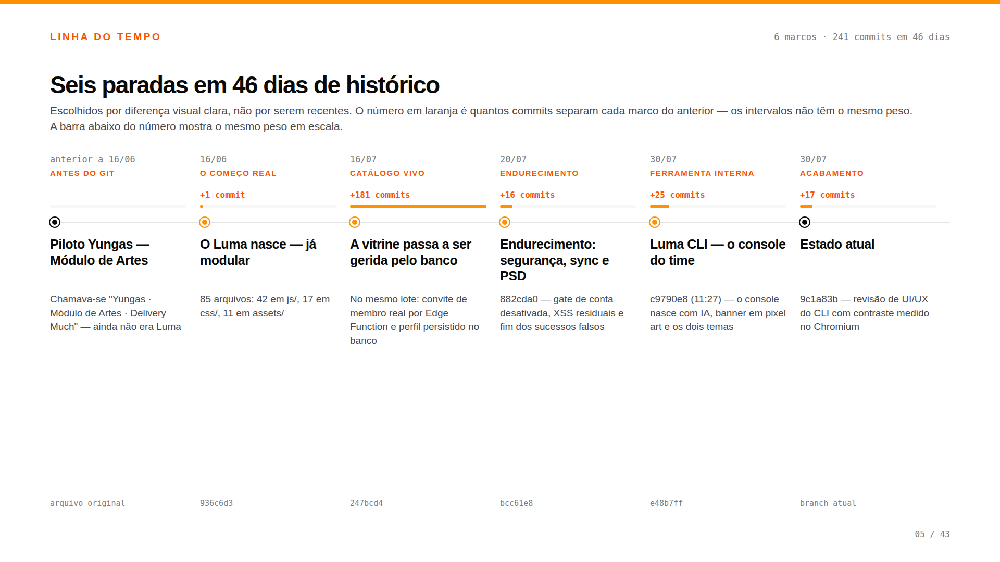 LINHA DO TEMPO
6 marcos · 241 commits em 46 dias
Seis paradas em 46 dias de histórico
Escolhidos por diferença visual clara, não por serem recentes. O número em laranja é quantos commits separam cada marco do anterior — os intervalos não têm o mesmo peso.
A barra abaixo do número mostra o mesmo peso em escala.
anterior a 16/06
ANTES DO GIT
Piloto Yungas —
Módulo de Artes
Chamava-se "Yungas ·
Módulo de Artes · Delivery
Much" — ainda não era Luma
arquivo original
16/06
O COMEÇO REAL
+1 commit
O Luma nasce — já
modular
85 arquivos: 42 em js/, 17 em
css/, 11 em assets/
936c6d3
16/07
CATÁLOGO VIVO
+181 commits
A vitrine passa a ser
gerida pelo banco
No mesmo lote: convite de
membro real por Edge
Function e perfil persistido no
banco
247bcd4
20/07
ENDURECIMENTO
+16 commits
Endurecimento:
segurança, sync e
PSD
882cda0 — gate de conta
desativada, XSS residuais e
fim dos sucessos falsos
bcc61e8
30/07
FERRAMENTA INTERNA
+25 commits
Luma CLI — o console
do time
c9790e8 (11:27) — o console
nasce com IA, banner em pixel
art e os dois temas
e48b7ff
30/07
ACABAMENTO
+17 commits
Estado atual
9c1a83b — revisão de UI/UX
do CLI com contraste medido
no Chromium
branch atual
05 / 43